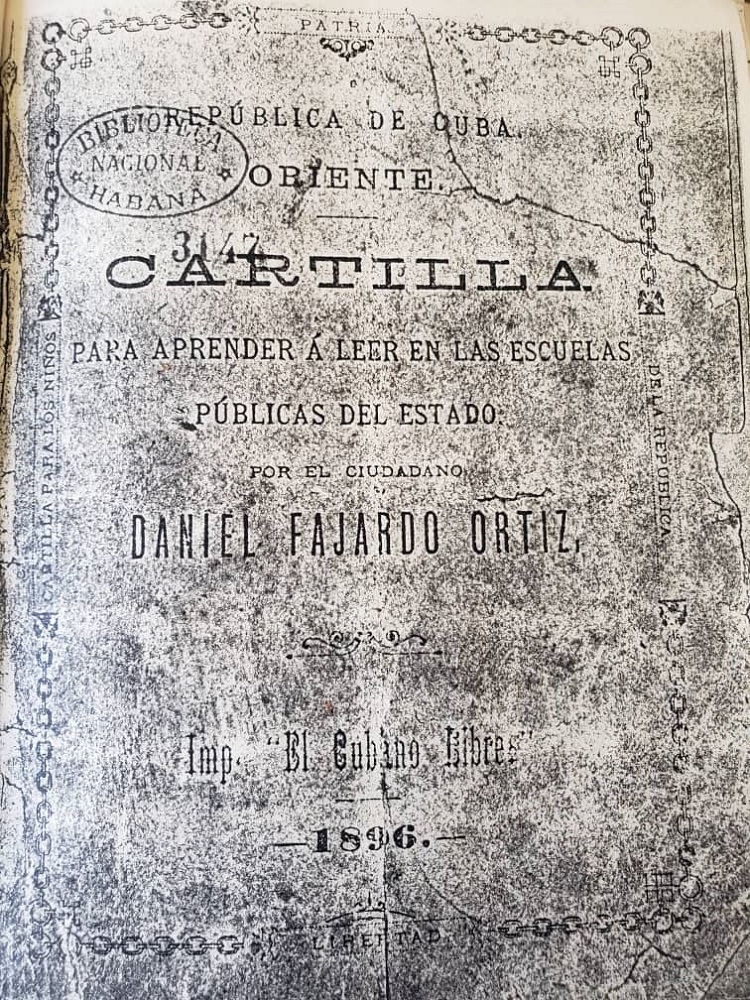 PATRIA
REPÚBLICA DE CUBA.
BIBLIOTECA
NACIONAL
HABANA
ORIENTE.
3147
CARTILLA
PARA APRENDER Á LEER EN LAS ESCUELAS
PÚBLICAS DEL ESTADO,
POR EL CIUDADANO
DANIEL FAJARDO ORTIZ,
CARTILLA PARA LOS NIÑOS
DE LA REPÚBLICA
Imp. "El Cubano Libre"
—1896.—
LIBERTAD